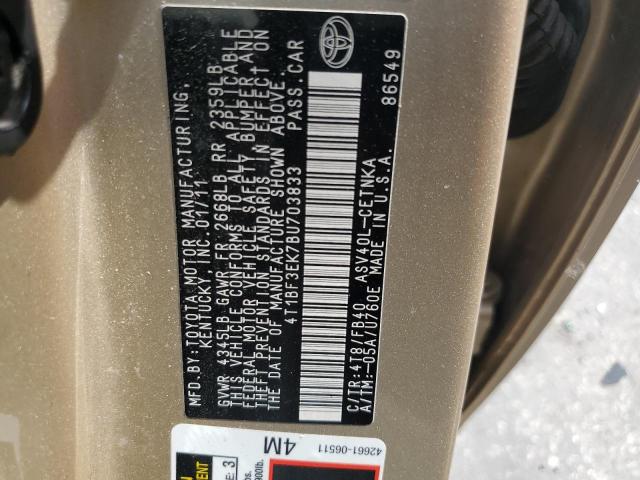 MFD.BY:TOYOTA MOTOR MANUFACTURING,
KENTUCKY, INC. 01/11
GVWR 4345LB GAWR FR 2668LB RR 2359LB
THIS VEHICLE CONFORMS TO ALL APPLICABLE
FEDERAL MOTOR VEHICLE SAFETY BUMPER, AND
THEFT PREVENTION STANDARDS IN EFFECT ON
THE DATE OF MANUFACTURE SHOWN ABOVE.
4T1BF3EK7BU703833 PASS.CAR
C/TR:4T8/FB40 ASV40L-CETNKA
A/TM:-05A/U760E MADE IN U.S.A.
86549
42661-06511
4M
MENT
E: 3
900lb.